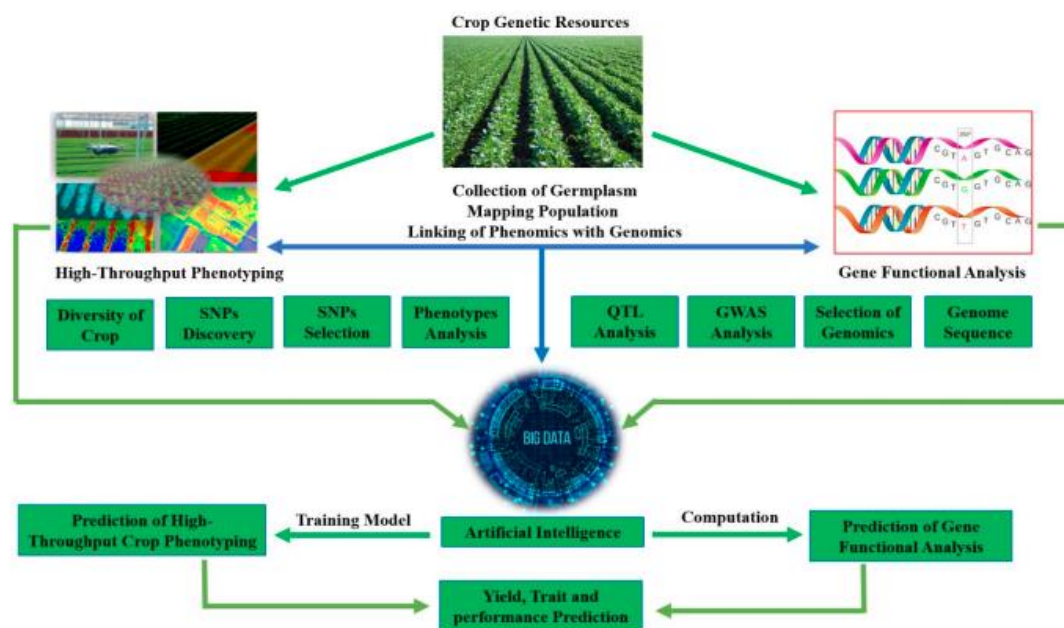 Crop Genetic Resources
Collection of Germplasm
Mapping Population
Linking of Phenomics with Genomics
High-Throughput Phenotyping
SNP
C G T A G T G C A G
C G T G G T G C A G
C G T T G T G C A G
Gene Functional Analysis
Diversity of
Crop
SNPs
Discovery
SNPs
Selection
Phenotypes
Analysis
QTL
Analysis
GWAS
Analysis
Selection of
Genomics
Genome
Sequence
BIG DATA
Prediction of High-
Throughput Crop Phenotyping
Training Model
Artificial Intelligence
Computation
Prediction of Gene
Functional Analysis
Yield, Trait and
performance Prediction